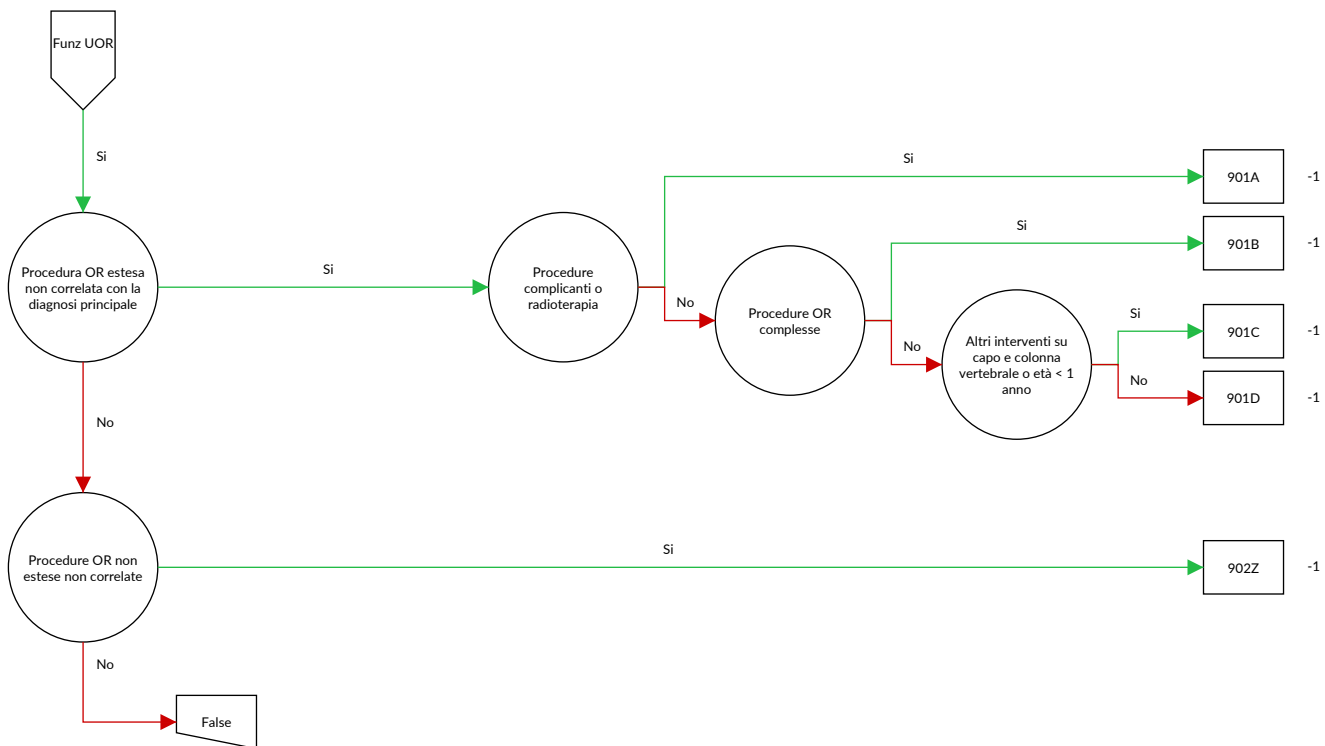 Funz UOR
Si
Si
901A
-1
Si
901B
-1
Procedura OR estesa
non correlata con la
diagnosi principale
Si
Procedure
complicanti o
radioterapia
No
Procedure OR
complesse
No
Altri interventi su
capo e colonna
vertebrale o età < 1
anno
Si
901C
-1
No
901D
-1
No
Procedure OR non
estese non correlate
Si
902Z
-1
No
False